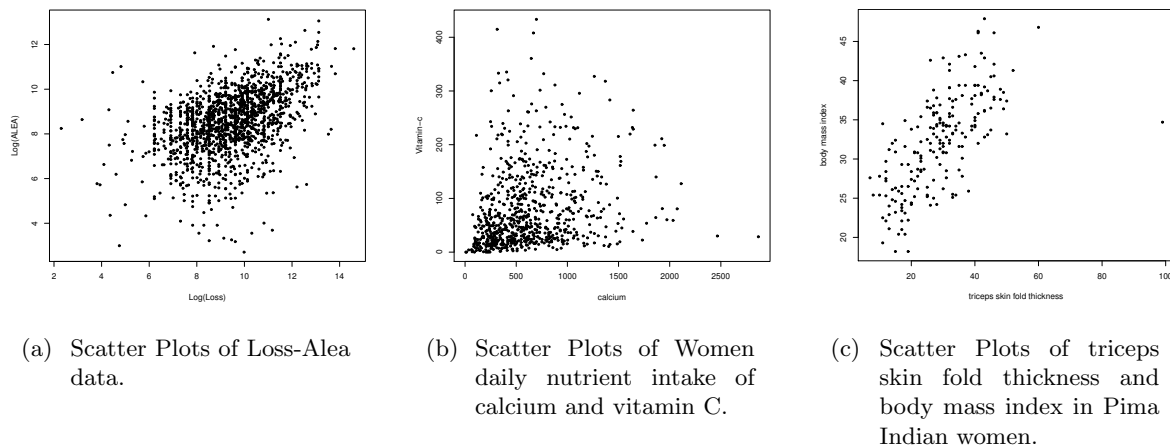 12
10
8
6
4
Log(ALEA)
2 4 6 8 10 12 14
Log(Loss)
400
300
200
100
0
Vitamin-c
0 500 1000 1500 2000 2500
calcium
45
40
35
30
25
20
body mass index
20 40 60 80 100
triceps skin fold thickness
(a) Scatter Plots of Loss-Alea
data.
(b) Scatter Plots of Women
daily nutrient intake of
calcium and vitamin C.
(c) Scatter Plots of triceps
skin fold thickness and
body mass index in Pima
Indian women.